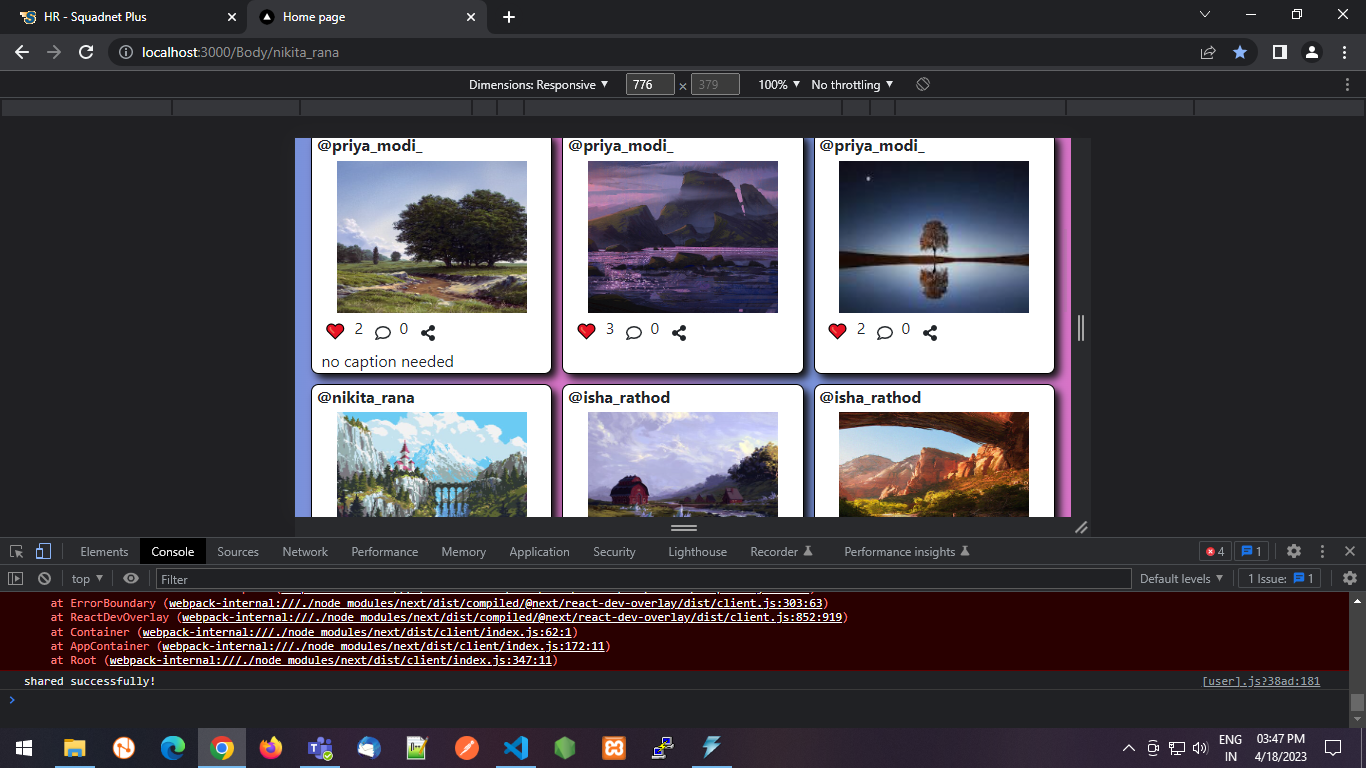 HR - Squadnet Plus
Home page
localhost:3000/Body/nikita_rana
Dimensions: Responsive 776 × 379 100% No throttling
@priya_modi_ @priya_modi_ @priya_modi_
2 0 3 0 2 0
no caption needed
@nikita_rana @isha_rathod @isha_rathod
Elements Console Sources Network Performance Memory Application Security Lighthouse Recorder Performance insights 4 1
top Filter Default levels 1 Issue: 1
at ErrorBoundary (webpack-internal:///./node_modules/next/dist/compiled/@next/react-dev-overlay/dist/client.js:303:63)
at ReactDevOverlay (webpack-internal:///./node_modules/next/dist/compiled/@next/react-dev-overlay/dist/client.js:852:919)
at Container (webpack-internal:///./node_modules/next/dist/client/index.js:62:1)
at AppContainer (webpack-internal:///./node_modules/next/dist/client/index.js:172:11)
at Root (webpack-internal:///./node_modules/next/dist/client/index.js:347:11)
shared successfully! [user].js?38ad:181
ENG 03:47 PM
IN 4/18/2023